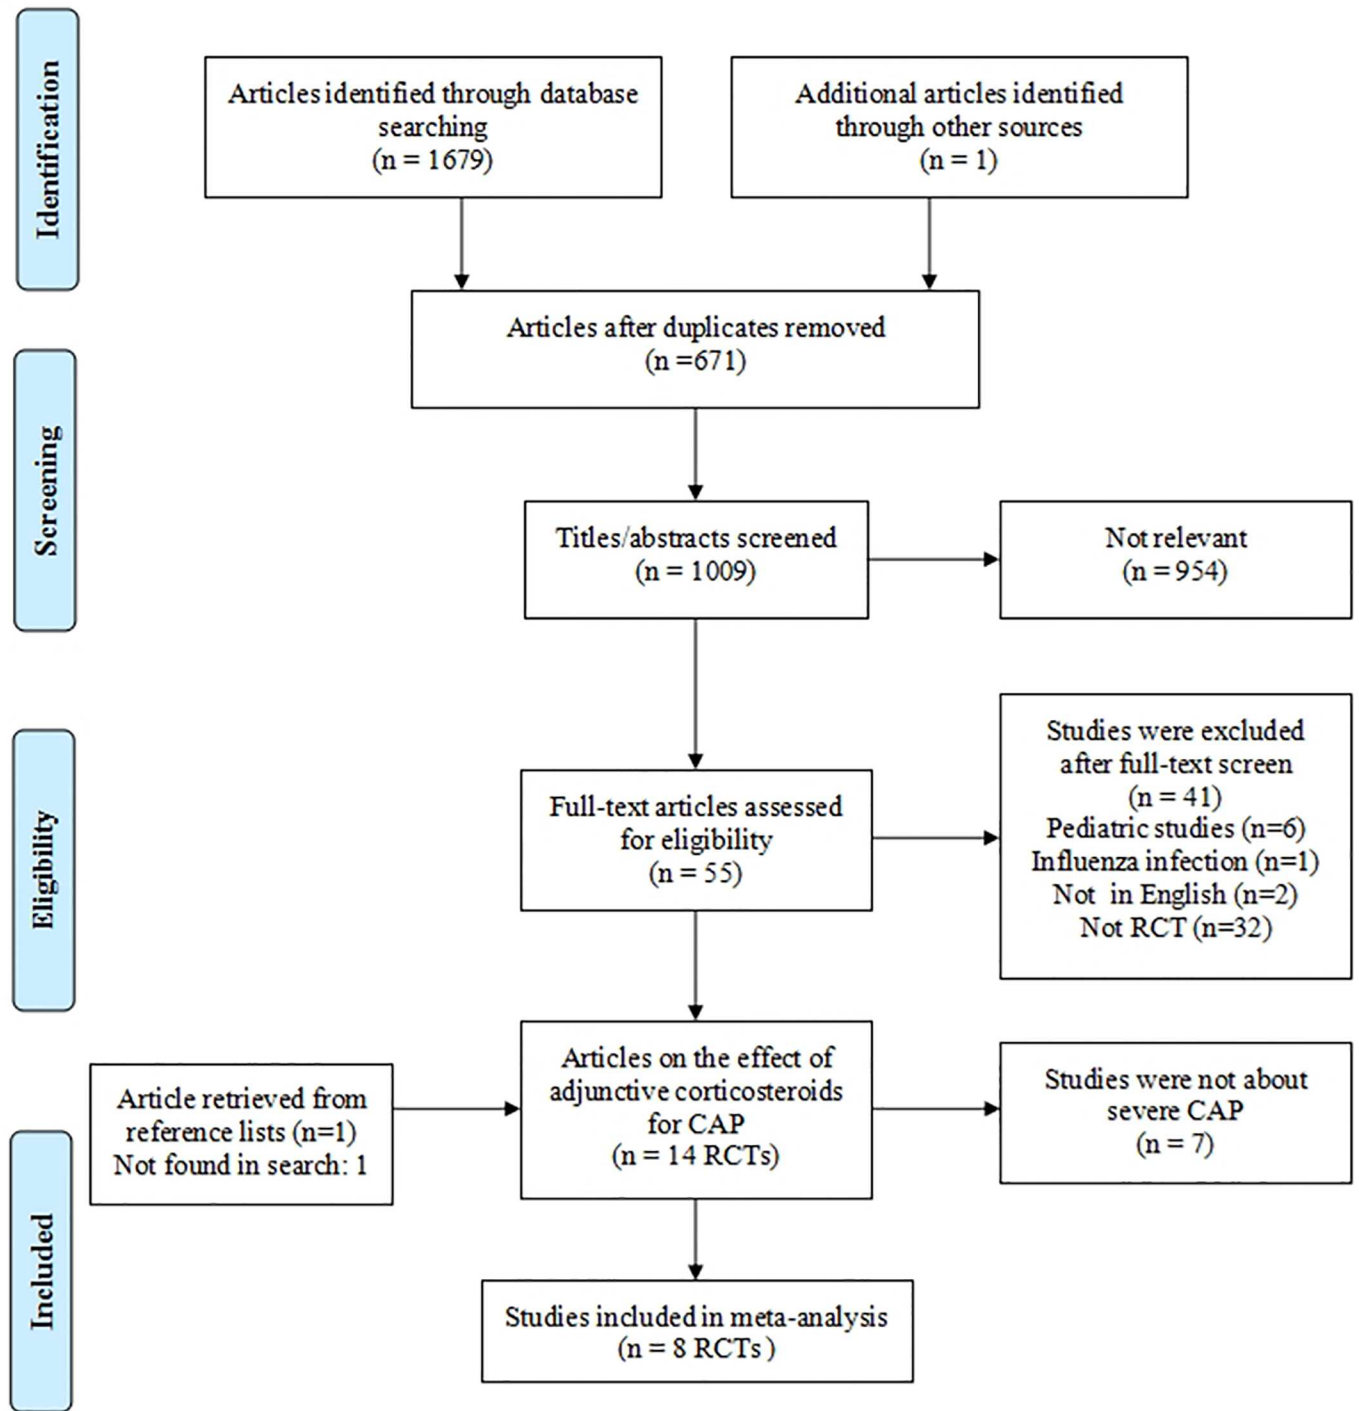 Identification
Articles identified through database
searching
(n = 1679)
Additional articles identified
through other sources
(n = 1)
Articles after duplicates removed
(n =671)
Screening
Titles/abstracts screened
(n = 1009)
Not relevant
(n = 954)
Eligibility
Full-text articles assessed
for eligibility
(n = 55)
Studies were excluded
after full-text screen
(n = 41)
Pediatric studies (n=6)
Influenza infection (n=1)
Not in English (n=2)
Not RCT (n=32)
Included
Article retrieved from
reference lists (n=1)
Not found in search: 1
Articles on the effect of
adjunctive corticosteroids
for CAP
(n = 14 RCTs)
Studies were not about
severe CAP
(n = 7)
Studies included in meta-analysis
(n = 8 RCTs )